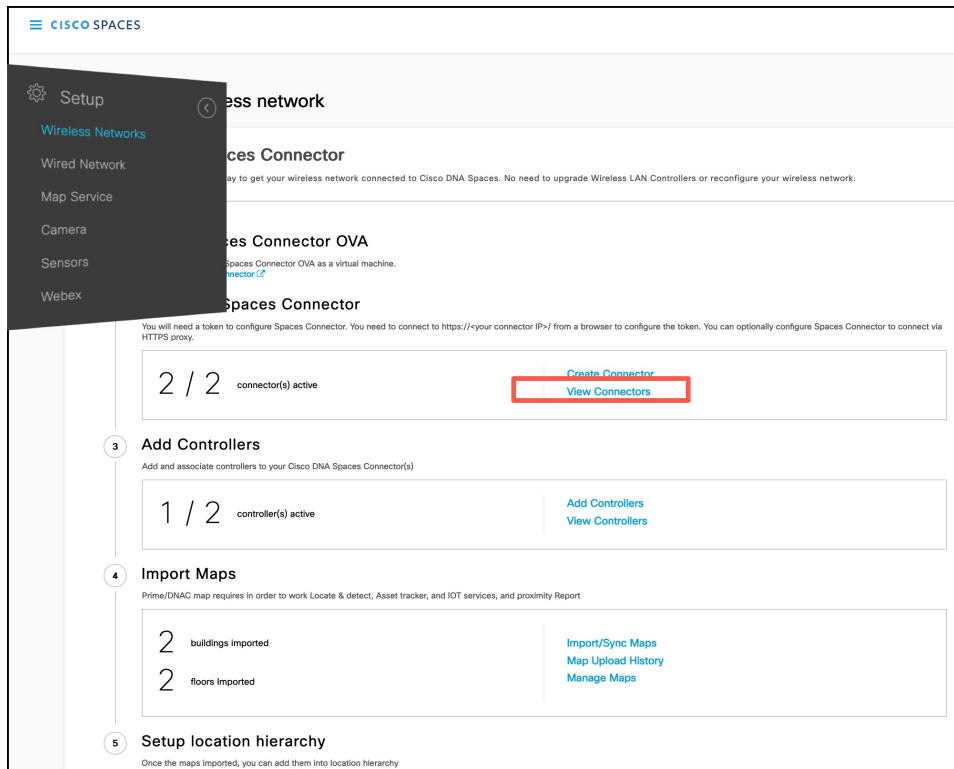 CISCO SPACES
Setup
Wireless Networks
Wired Network
Map Service
Camera
Sensors
Webex
ess network
ces Connector
ay to get your wireless network connected to Cisco DNA Spaces. No need to upgrade Wireless LAN Controllers or reconfigure your wireless network.
ces Connector OVA
Spaces Connector OVA as a virtual machine.
nnector
Spaces Connector
You will need a token to configure Spaces Connector. You need to connect to https://<your connector IP>/ from a browser to configure the token. You can optionally configure Spaces Connector to connect via
HTTPS proxy.
2 / 2 connector(s) active
Create Connector
View Connectors
3 Add Controllers
Add and associate controllers to your Cisco DNA Spaces Connector(s)
1 / 2 controller(s) active
Add Controllers
View Controllers
4 Import Maps
Prime/DNAC map requires in order to work Locate & detect, Asset tracker, and IOT services, and proximity Report
2 buildings imported
2 floors Imported
Import/Sync Maps
Map Upload History
Manage Maps
5 Setup location hierarchy
Once the maps imported, you can add them into location hierarchy